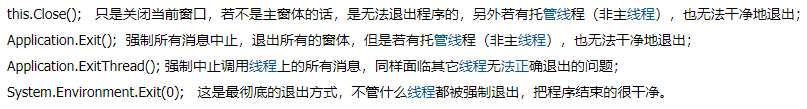 this.Close();   只是关闭当前窗口，若不是主窗体的话，是无法退出程序的，另外若有托管线程（非主线程），也无法干净地退出；
Application.Exit();  强制所有消息中止，退出所有的窗体，但是若有托管线程（非主线程），也无法干净地退出；
Application.ExitThread(); 强制中止调用线程上的所有消息，同样面临其它线程无法正确退出的问题；
System.Environment.Exit(0);   这是最彻底的退出方式，不管什么线程都被强制退出，把程序结束的很干净。